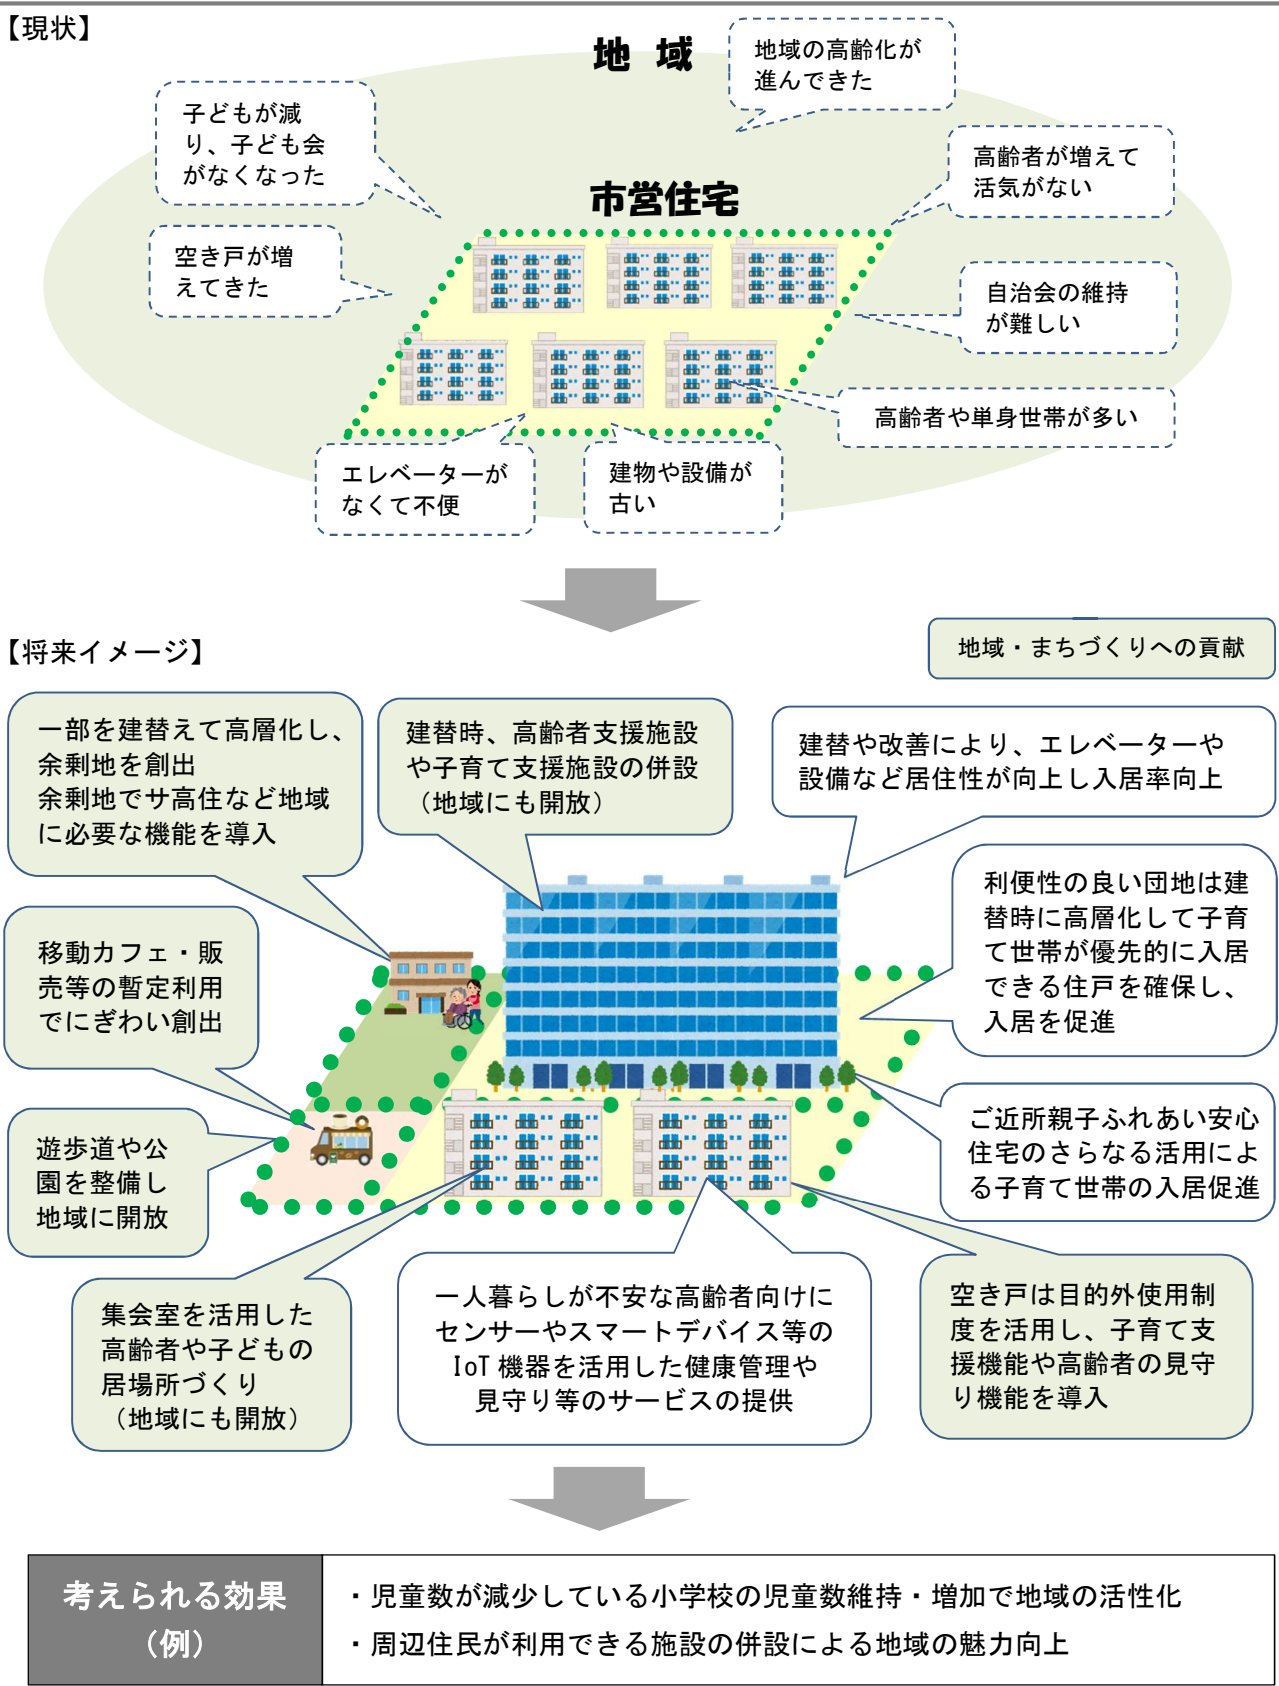 【現状】
地 域
地域の高齢化が
進んできた
子どもが減
り、子ども会
がなくなった
高齢者が増えて
活気がない
市営住宅
空き戸が増
えてきた
自治会の維持
が難しい
高齢者や単身世帯が多い
エレベーターが
なくて不便
建物や設備が
古い
【将来イメージ】
地域・まちづくりへの貢献
一部を建替えて高層化し、
余剰地を創出
余剰地でサ高住など地域
に必要な機能を導入
建替時、高齢者支援施設
や子育て支援施設の併設
（地域にも開放）
建替や改善により、エレベーターや
設備など居住性が向上し入居率向上
利便性の良い団地は建
替時に高層化して子育
て世帯が優先的に入居
できる住戸を確保し、
入居を促進
移動カフェ・販
売等の暫定利用
でにぎわい創出
遊歩道や公
園を整備し
地域に開放
ご近所親子ふれあい安心
住宅のさらなる活用によ
る子育て世帯の入居促進
集会室を活用した
高齢者や子どもの
居場所づくり
（地域にも開放）
一人暮らしが不安な高齢者向けに
センサーやスマートデバイス等の
IoT 機器を活用した健康管理や
見守り等のサービスの提供
空き戸は目的外使用制
度を活用し、子育て支
援機能や高齢者の見守
り機能を導入
考えられる効果
（例）
・児童数が減少している小学校の児童数維持・増加で地域の活性化
・周辺住民が利用できる施設の併設による地域の魅力向上